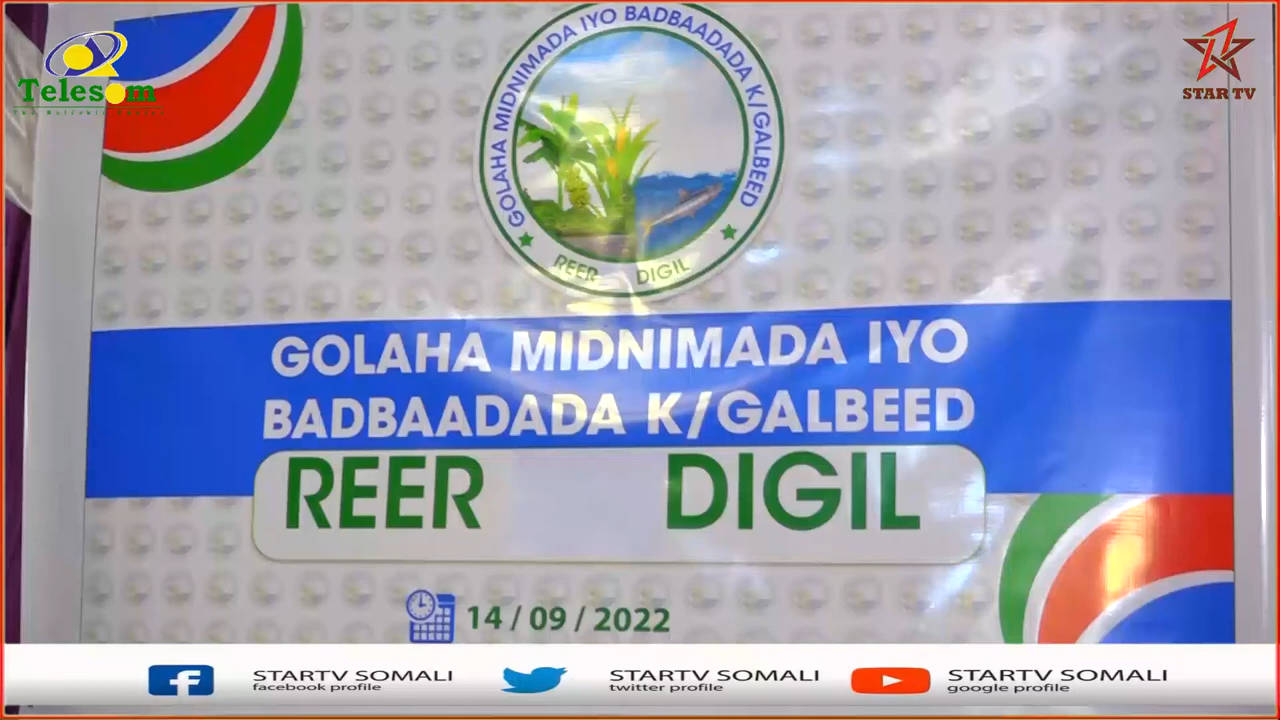 Telesom
STAR TV
GOLAHA MIDNIMADA IYO BADBAADADA K/GALBEED
REER DIGIL
GOLAHA MIDNIMADA IYO
BADBAADADA K/GALBEED
REER DIGIL
14 / 09 / 2022
STARTV SOMALI
facebook profile
STARTV SOMALI
twitter profile
STARTV SOMALI
google profile